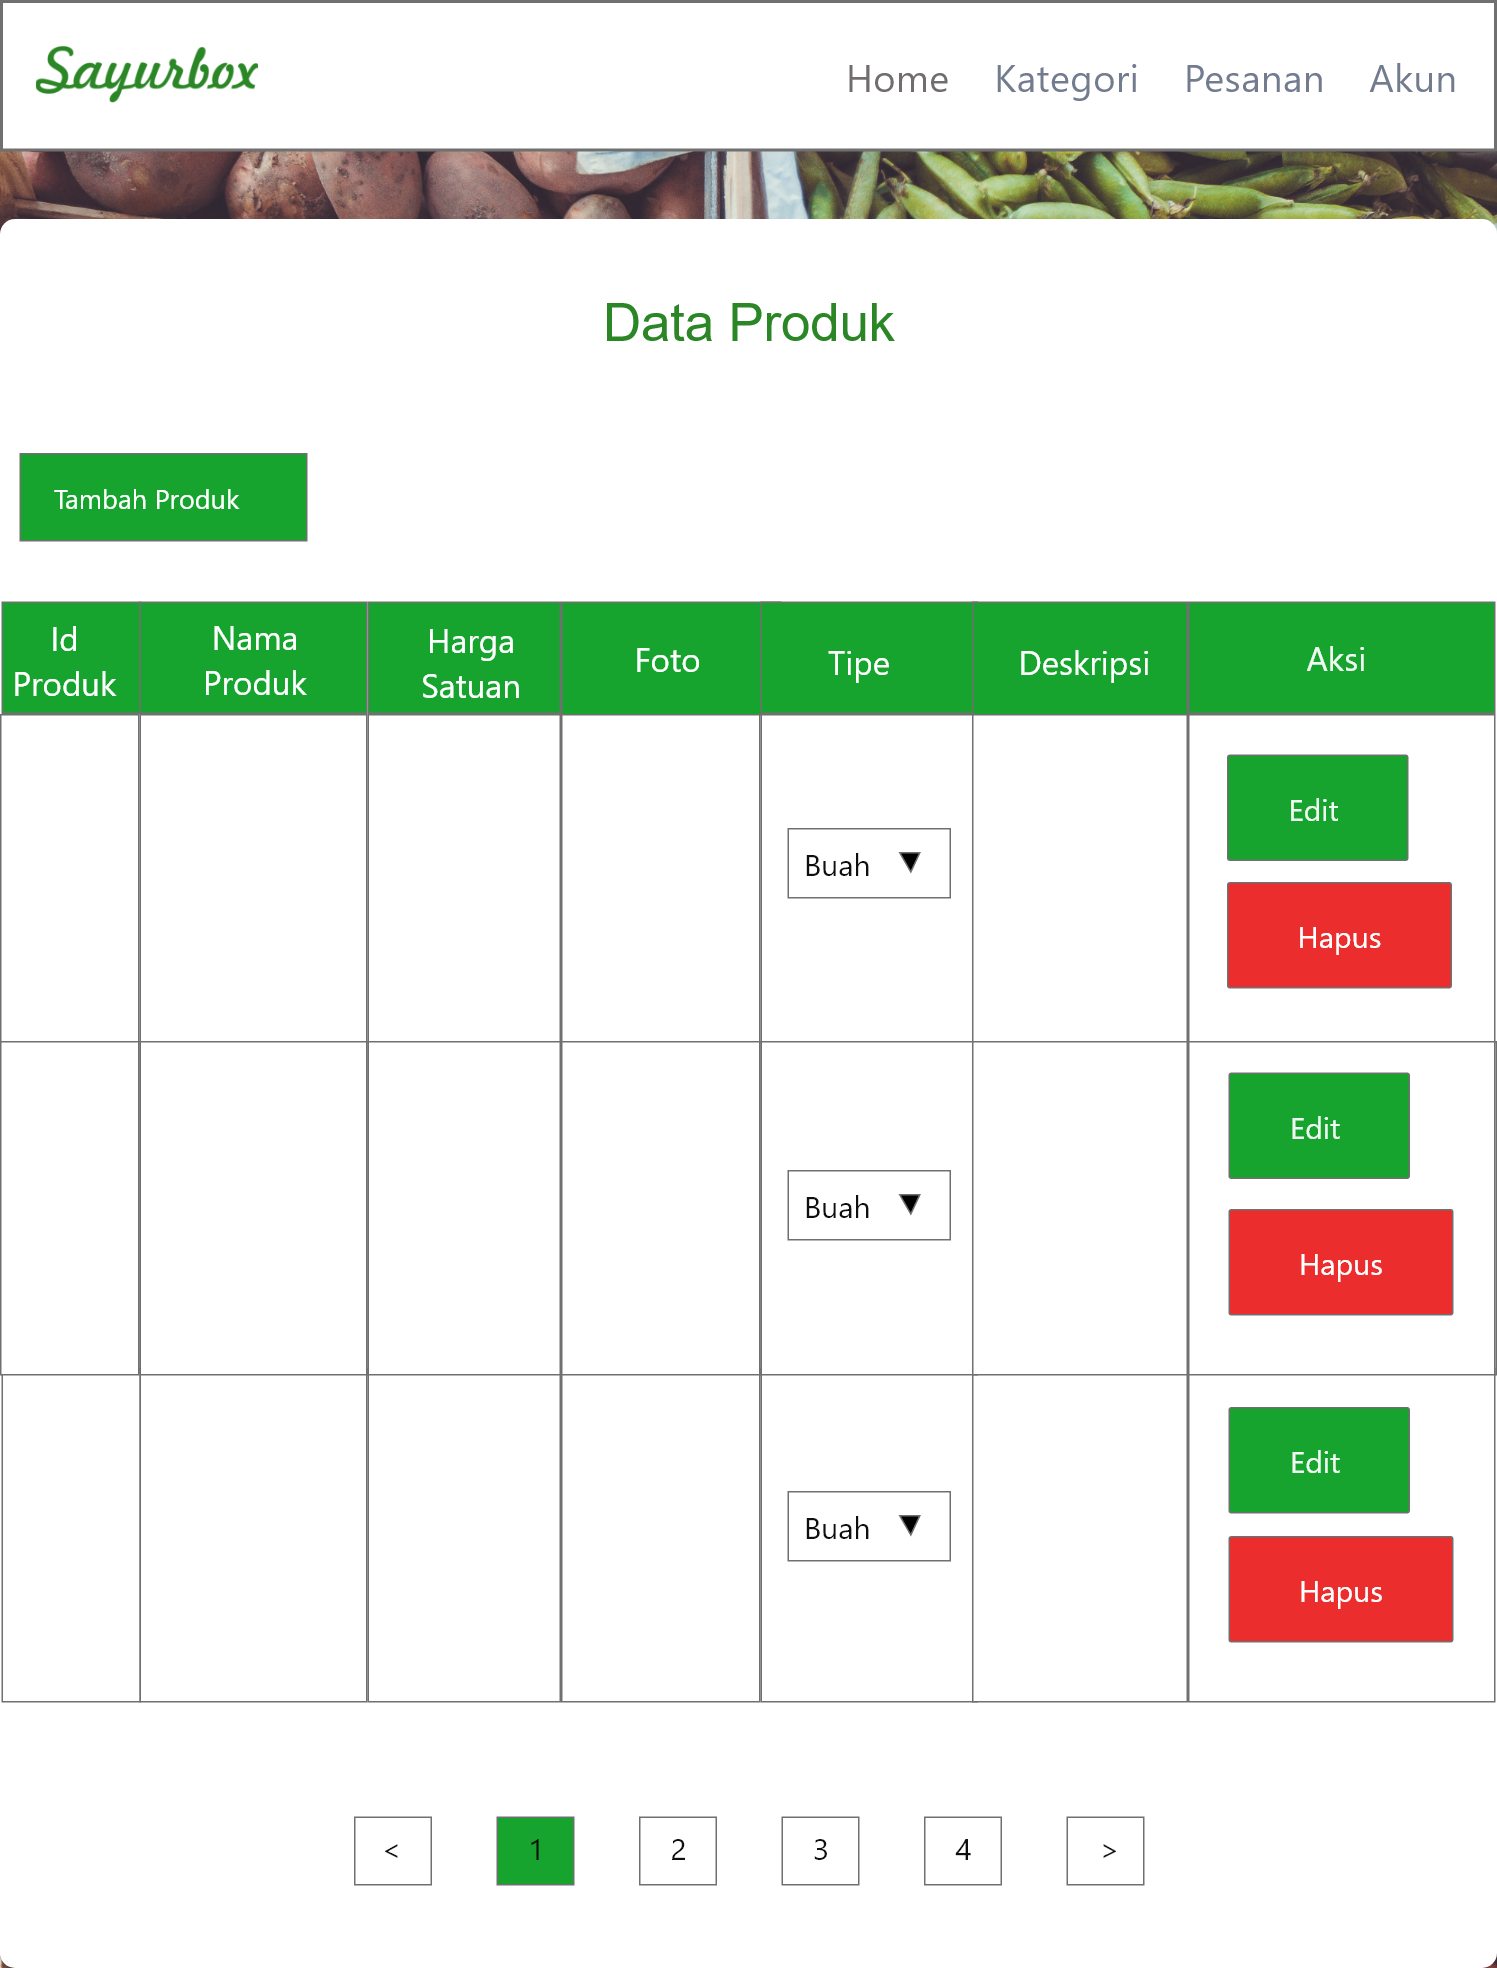 Sayurbox
Home Kategori Pesanan Akun
Data Produk
Tambah Produk
Id
Produk
Nama
Produk
Harga
Satuan
Foto
Tipe
Deskripsi
Aksi
Buah ▼
Edit
Hapus
Buah ▼
Edit
Hapus
Buah ▼
Edit
Hapus
< 1 2 3 4 >